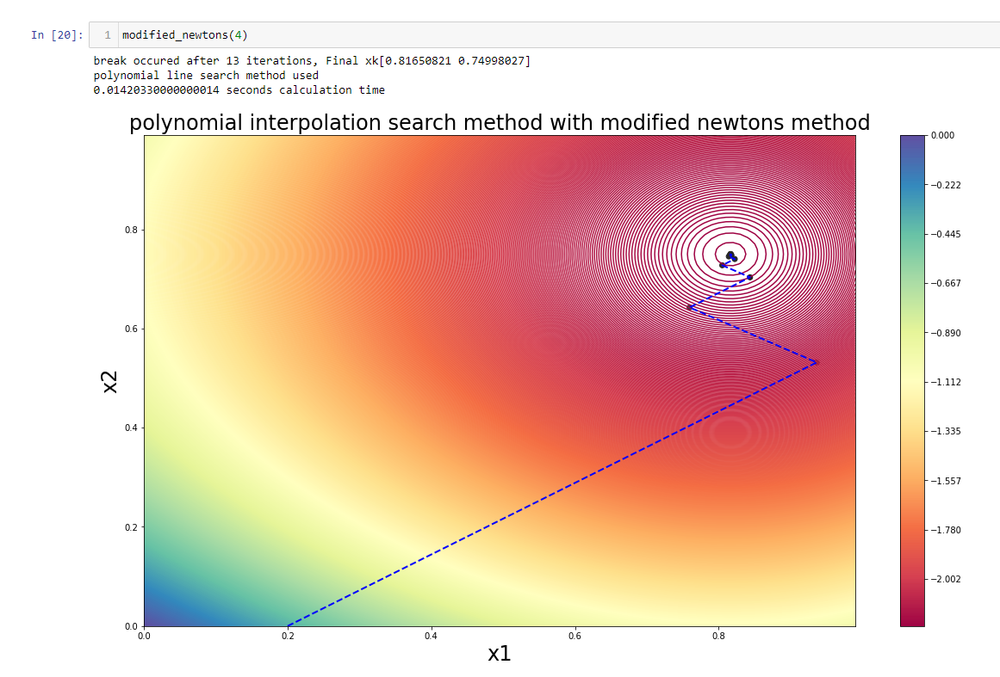 In [20]: 1 modified_newtons(4)
break occured after 13 iterations, Final xk[0.81650821 0.74998027]
polynomial line search method used
0.01420330000000014 seconds calculation time
polynomial interpolation search method with modified newtons method
0.8
0.6
0.4
0.2
0.0
x2
0.0 0.2 0.4 0.6 0.8
x1
0.000
−0.222
−0.445
−0.667
−0.890
−1.112
−1.335
−1.557
−1.780
−2.002